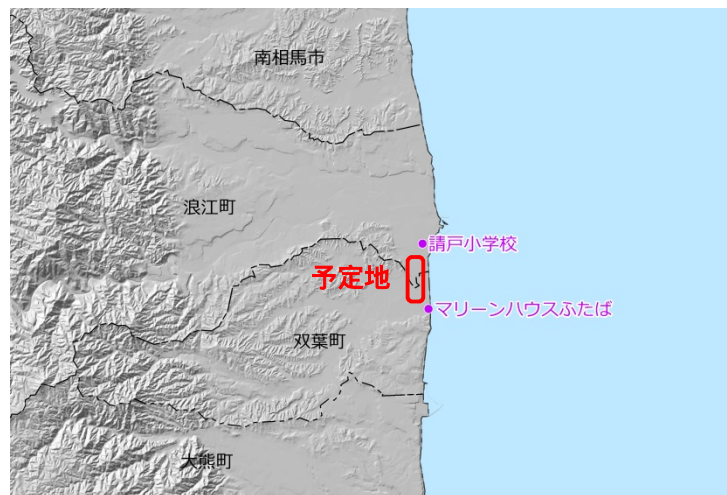 南相馬市
浪江町
請戸小学校
予定地
マリーンハウスふたば
双葉町
大熊町